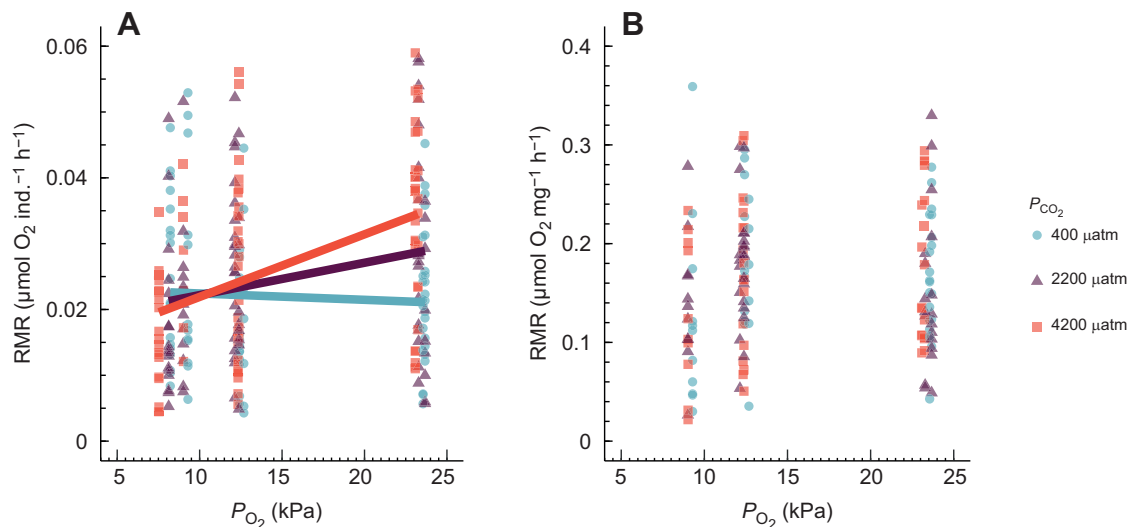 A
RMR (µmol O2 ind.−1 h−1)
0.06
0.04
0.02
0
5 10 15 20 25
PO2 (kPa)
B
RMR (µmol O2 mg−1 h−1)
0.4
0.3
0.2
0.1
0
5 10 15 20 25
PO2 (kPa)
PCO2
400 µatm
2200 µatm
4200 µatm